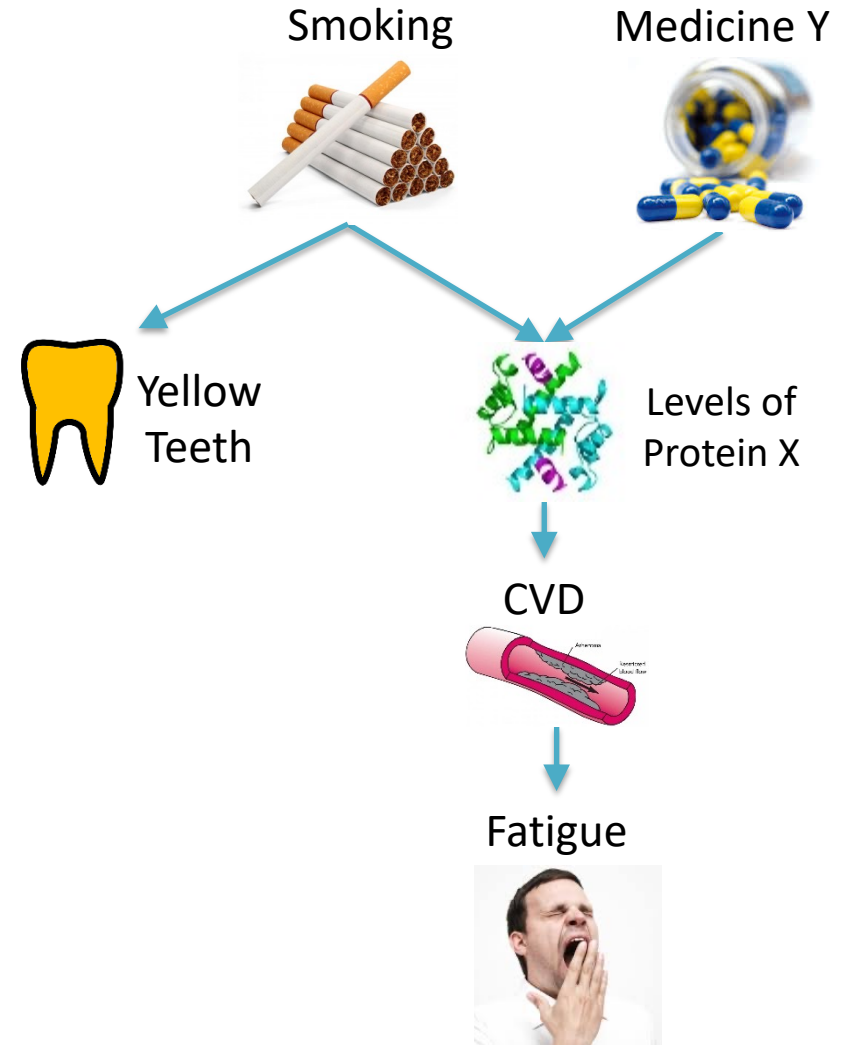 Smoking
Medicine Y
Yellow
Teeth
Levels of
Protein X
CVD
Fatigue